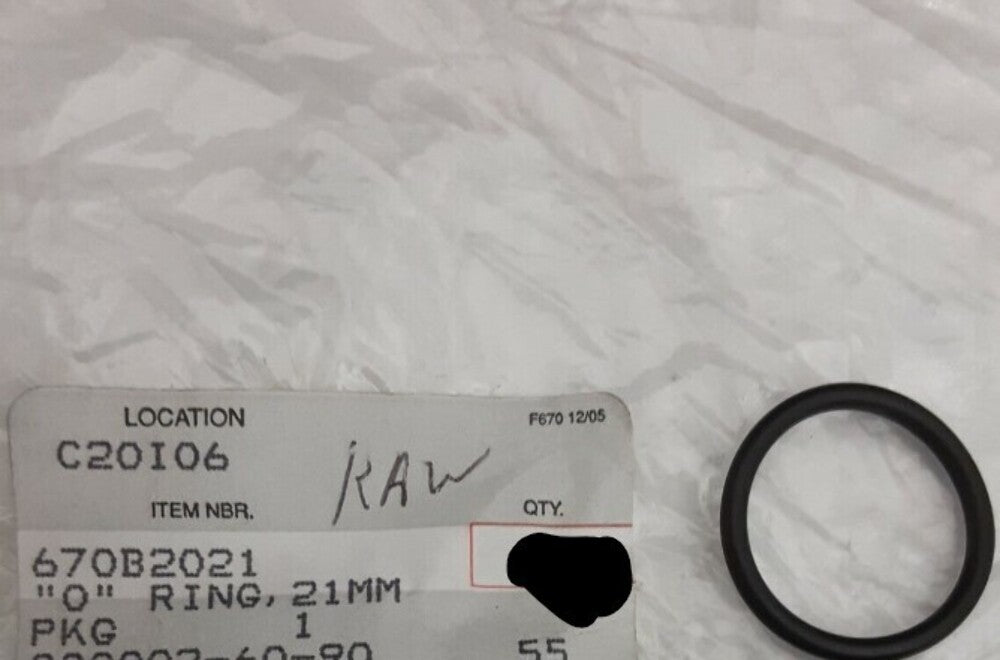 LOCATION F670 12/05
C20I06 RAW
ITEM NBR. QTY.
670B2021
"O" RING, 21MM
PKG 1
55